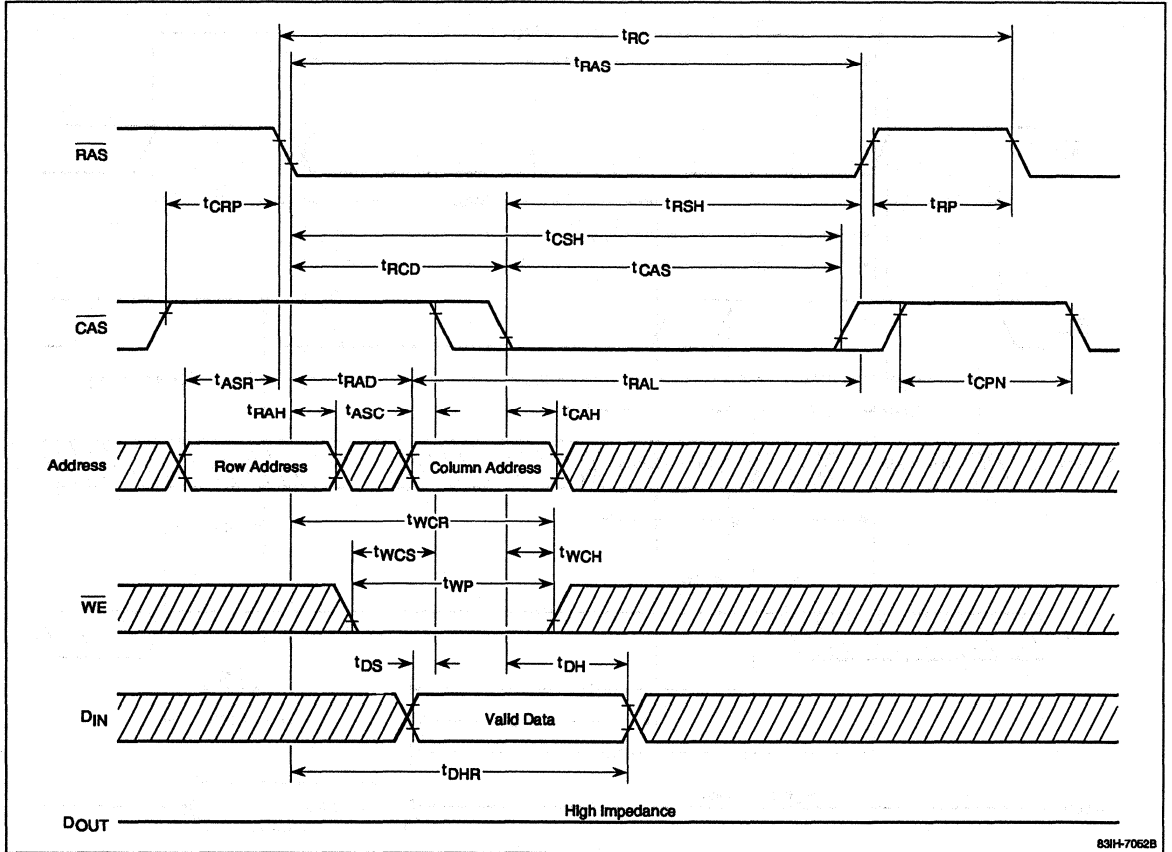 tRC
tRAS
RAS
tCRP
tRSH
tRP
tCSH
tRCD
tCAS
CAS
tASR
tRAD
tRAL
tCPN
tRAH
tASC
tCAH
Address
Row Address
Column Address
tWCR
tWCS
tWCH
tWP
WE
tDS
tDH
DIN
Valid Data
tDHR
High Impedance
DOUT
83IH-7052B